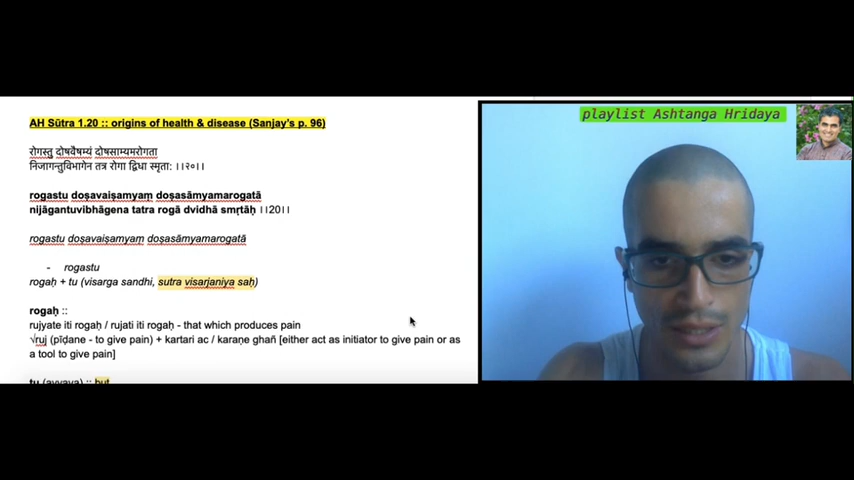 AH Sūtra 1.20 :: origins of health & disease (Sanjay's p. 96)
रोगस्तु दोषवैषम्यं दोषसाम्यमरोगता
निजागन्तुविभागेन तत्र रोगा द्विधा स्मृताः ।।२०।।
rogastu doṣavaiṣamyaṃ doṣasāmyamarogatā
nijāgantuvibhāgena tatra rogā dvidhā smṛtāḥ ।।20।।
rogastu doṣavaiṣamyaṃ doṣasāmyamarogatā
- rogastu
rogaḥ + tu (visarga sandhi, sutra visarjaniya saḥ)
rogaḥ ::
rujyate iti rogaḥ / rujati iti rogaḥ - that which produces pain
√ruj (pīḍane - to give pain) + kartari ac / karaṇe ghañ [either act as initiator to give pain or as
a tool to give pain]
tu (avyaya) :: but
playlist Ashtanga Hridaya